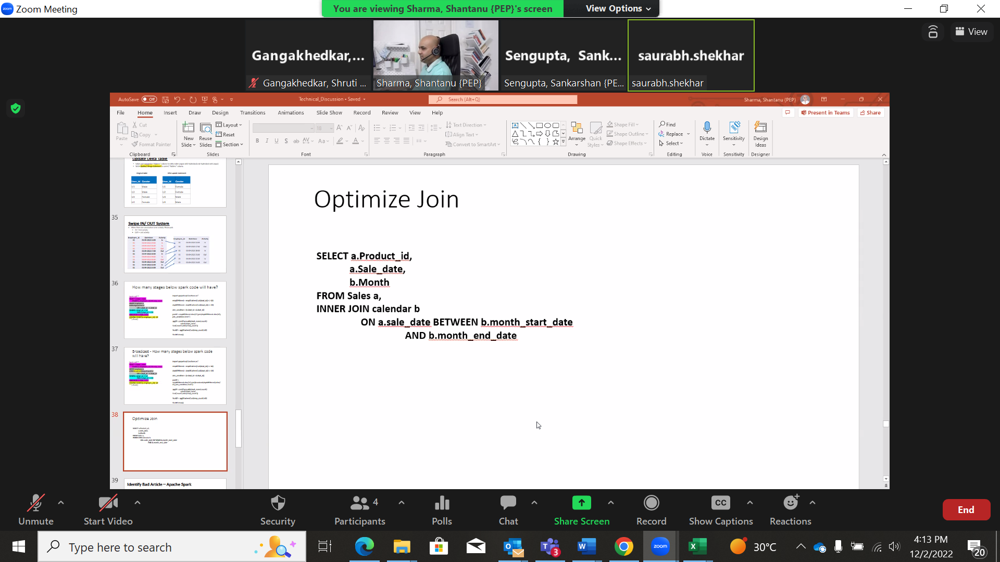 zoom Zoom Meeting
You are viewing Sharma, Shantanu {PEP}'s screen
View Options
View
Gangakhedkar,...
Sengupta, Sank...
saurabh.shekhar
Gangakhedkar, Shruti ...
Sharma, Shantanu {PEP}
Sengupta, Sankarshan {PE...
saurabh.shekhar
AutoSave Off
Technical_Discussion • Saved
Search (Alt+Q)
Sharma, Shantanu {PEP}
File Home Insert Draw Design Transitions Animations Slide Show Record Review View Help
Present in Teams Share
Paste
Cut
Copy
Format Painter
Clipboard
New Slide
Reuse Slides
Layout
Reset
Section
Slides
18
Font
Text Direction
Align Text
Convert to SmartArt
Paragraph
Arrange
Quick Styles
Shape Fill
Shape Outline
Shape Effects
Drawing
Find
Replace
Select
Editing
Dictate
Voice
Sensitivity
Sensitivity
Design Ideas
Designer
Update Delta Table
35
Swipe IN/ OUT System
36
How many stages below spark code will have?
37
Broadcast - How many stages below spark code
will have?
38
Optimize Join
39
Identify Bad Article – Apache Spark
Optimize Join
SELECT a.Product_id,
a.Sale_date,
b.Month
FROM Sales a,
INNER JOIN calendar b
ON a.sale_date BETWEEN b.month_start_date
AND b.month_end_date
Unmute
Start Video
Security
4
Participants
Polls
Chat
Share Screen
Record
CC
Show Captions
Reactions
End
Type here to search
3
zoom
30°C
4:13 PM
12/2/2022
20